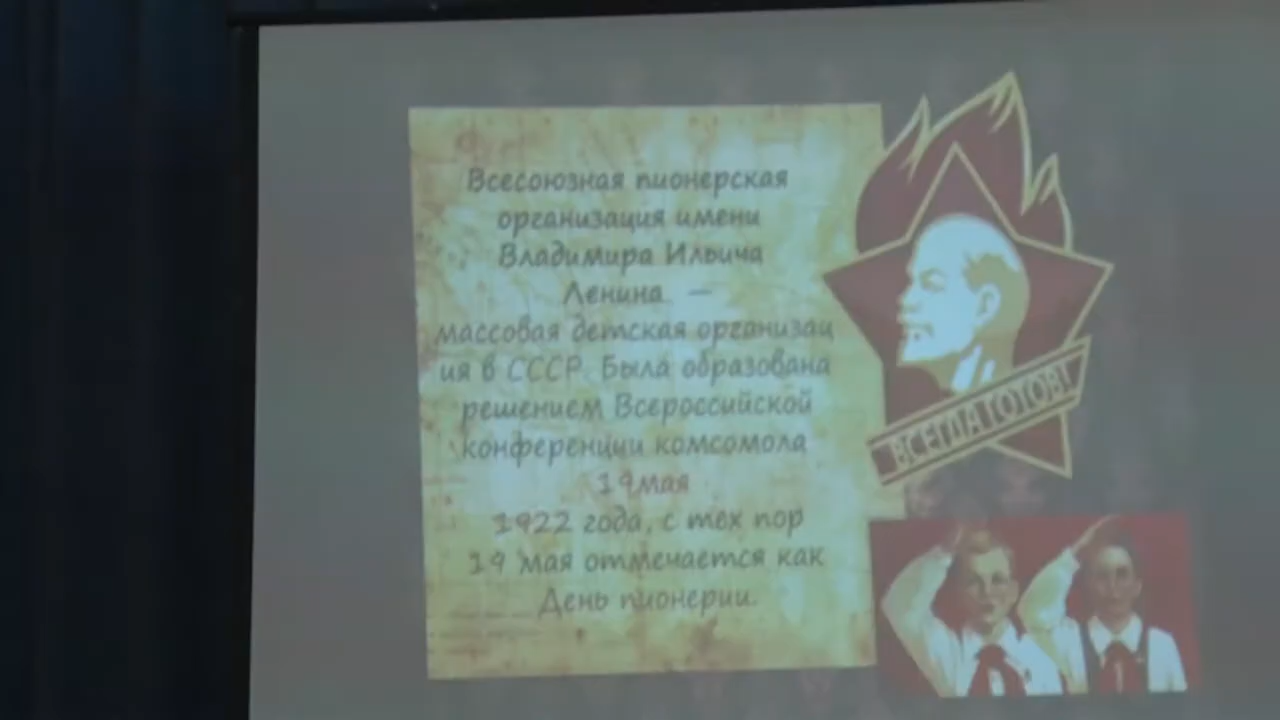 Всесоюзная пионерская
организация имени
Владимира Ильича
Ленина. —
массовая детская организац
ия в СССР. Была образована
решением Всероссийской
конференции комсомола
19мая
1922 года, с тех пор
19 мая отмечается как
День пионерии.
ВСЕГДА ГОТОВ!